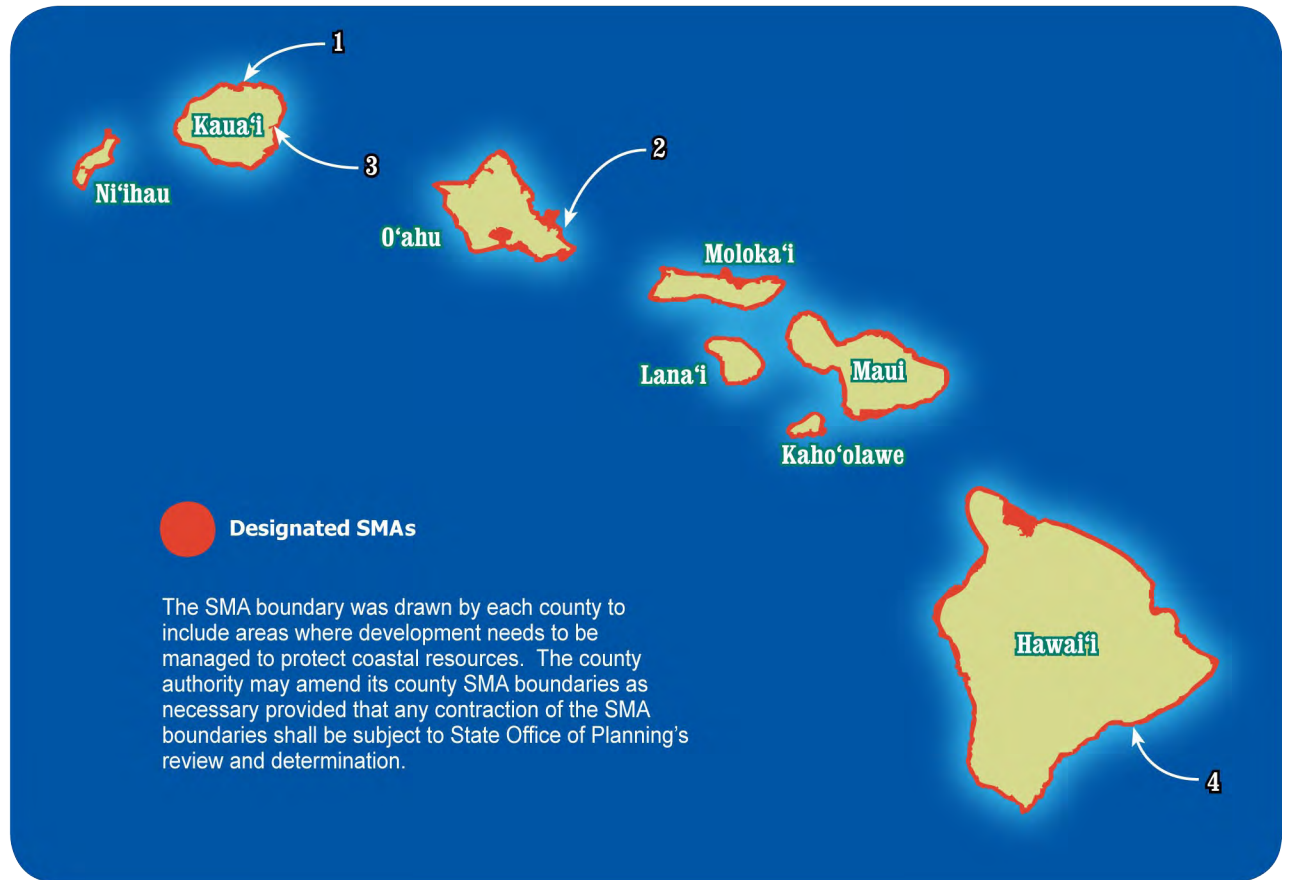 1
Kaua‘i
2
3
Ni‘ihau
O‘ahu
Moloka‘i
Lana‘i
Maui
Kaho‘olawe
Designated SMAs
The SMA boundary was drawn by each county to
include areas where development needs to be
managed to protect coastal resources.  The county
authority may amend its county SMA boundaries as
necessary provided that any contraction of the SMA
boundaries shall be subject to State Office of Planning’s
review and determination.
Hawai‘i
4